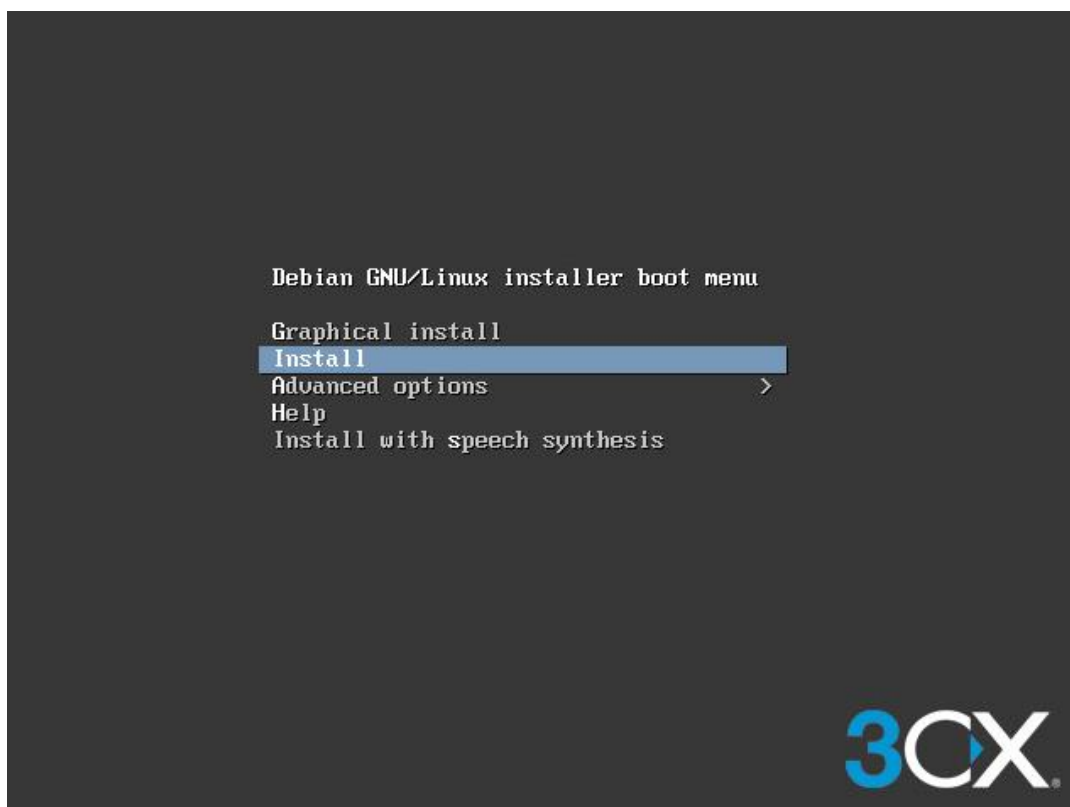 Debian GNU/Linux installer boot menu
Graphical install
Install
Advanced options >
Help
Install with speech synthesis
3CX®